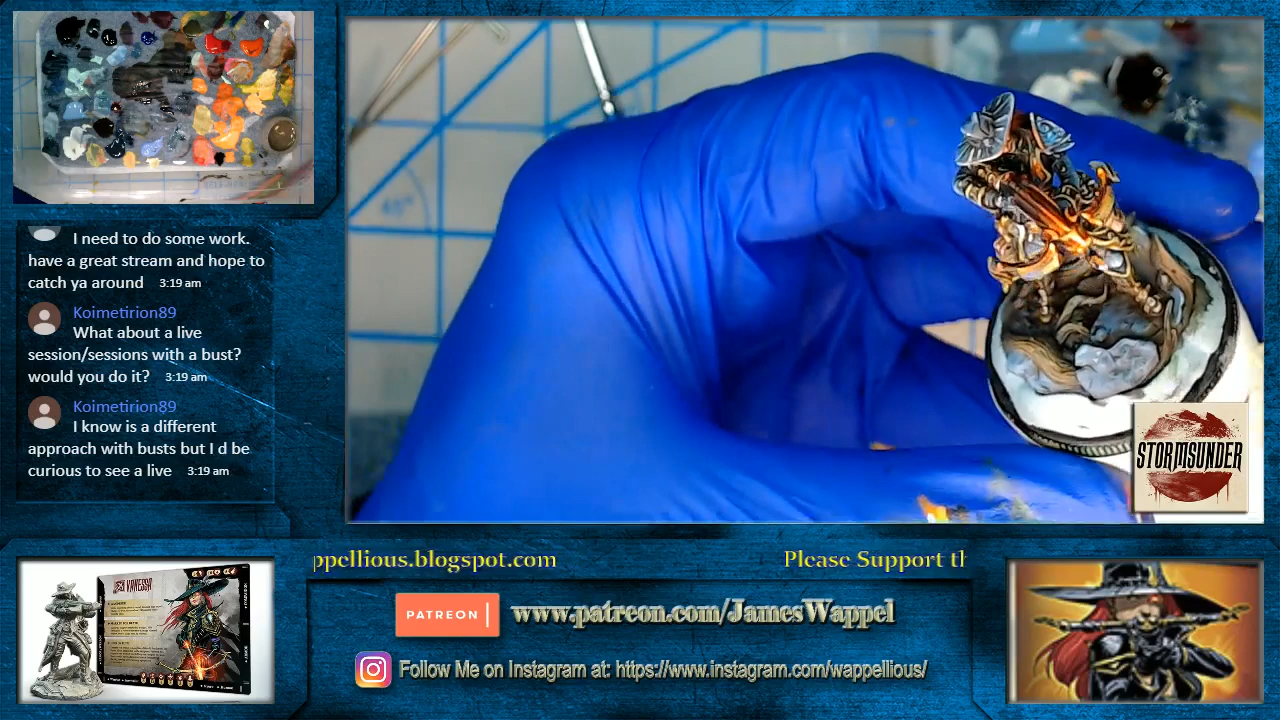 I need to do some work.
have a great stream and hope to
catch ya around 3:19 am
Koimetirion89
What about a live
session/sessions with a bust?
would you do it? 3:19 am
Koimetirion89
I know is a different
approach with busts but I d be
curious to see a live 3:19 am
STORMSUNDER
VANESSA
ppellious.blogspot.com Please Support th
PATREON www.patreon.com/JamesWappel
Follow Me on Instagram at: https://www.instagram.com/wappellious/